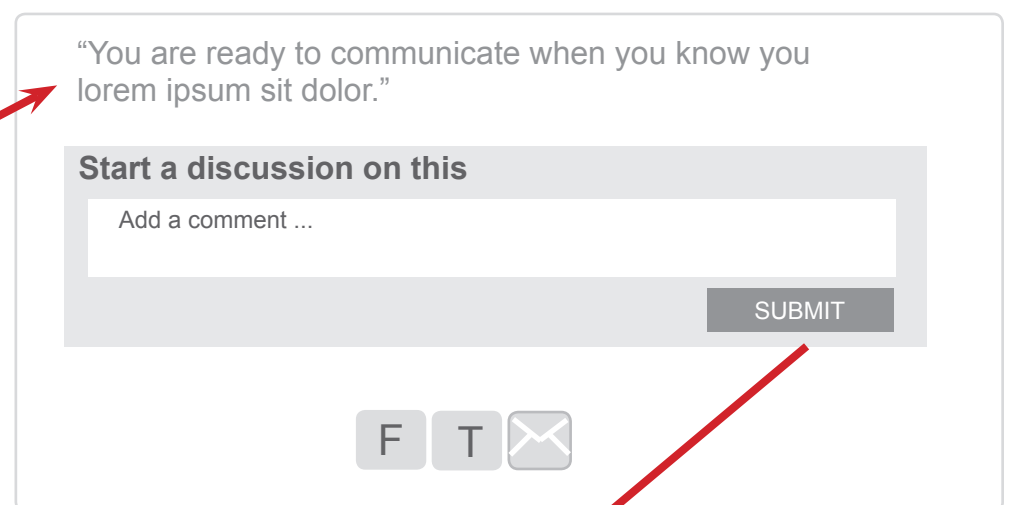 “You are ready to communicate when you know you
lorem ipsum sit dolor.”
Start a discussion on this
Add a comment ...
SUBMIT
F T